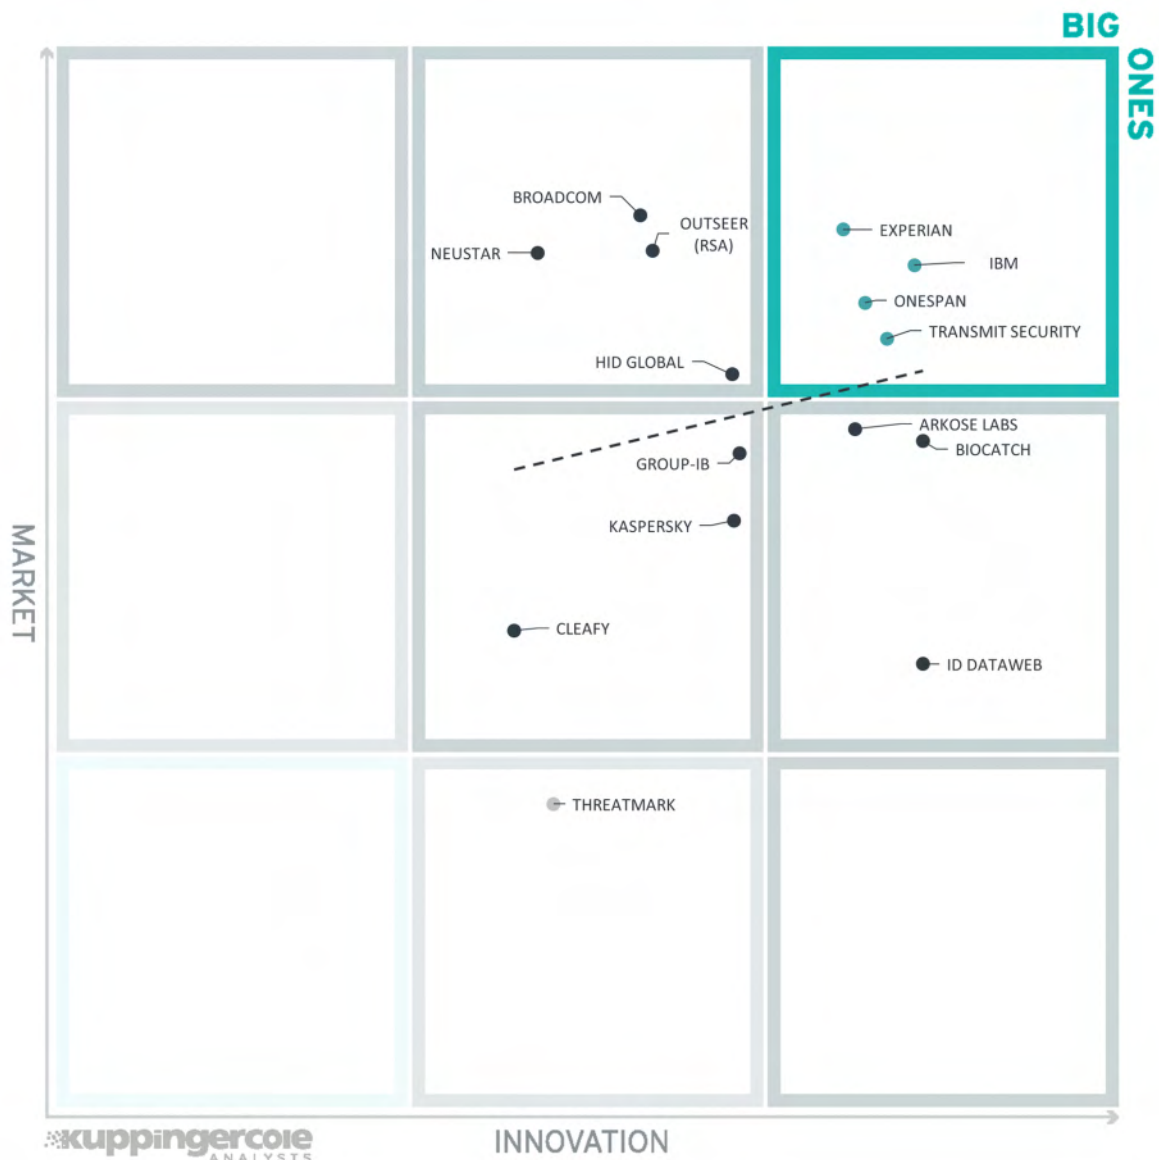 BIG
ONES
BROADCOM
OUTSEER
(RSA)
EXPERIAN
NEUSTAR
IBM
ONESPAN
TRANSMIT SECURITY
HID GLOBAL
ARKOSE LABS
BIOCATCH
GROUP-IB
KASPERSKY
MARKET
CLEAFY
ID DATAWEB
THREATMARK
kuppingercole
ANALYSTS
INNOVATION